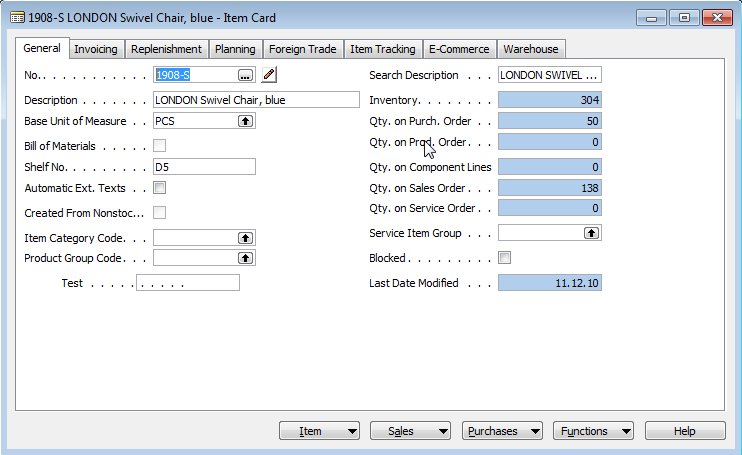 1908-S LONDON Swivel Chair, blue - Item Card
General Invoicing Replenishment Planning Foreign Trade Item Tracking E-Commerce Warehouse
No.. . . . . . . . . . . 1908-S ...
Description . . . . . . . LONDON Swivel Chair, blue
Base Unit of Measure . . PCS
Bill of Materials . . . . .
Shelf No. . . . . . . . . . D5
Automatic Ext. Texts . .
Created From Nonstoc...
Item Category Code. . .
Product Group Code. . .
Test . . . . . . . . . .
Search Description . . . LONDON SWIVEL ...
Inventory. . . . . . . . 304
Qty. on Purch. Order . . 50
Qty. on Prod. Order. . . 0
Qty. on Component Lines 0
Qty. on Sales Order . . 138
Qty. on Service Order. . 0
Service Item Group . . .
Blocked. . . . . . . . .
Last Date Modified . . . 11.12.10
Item Sales Purchases Functions Help